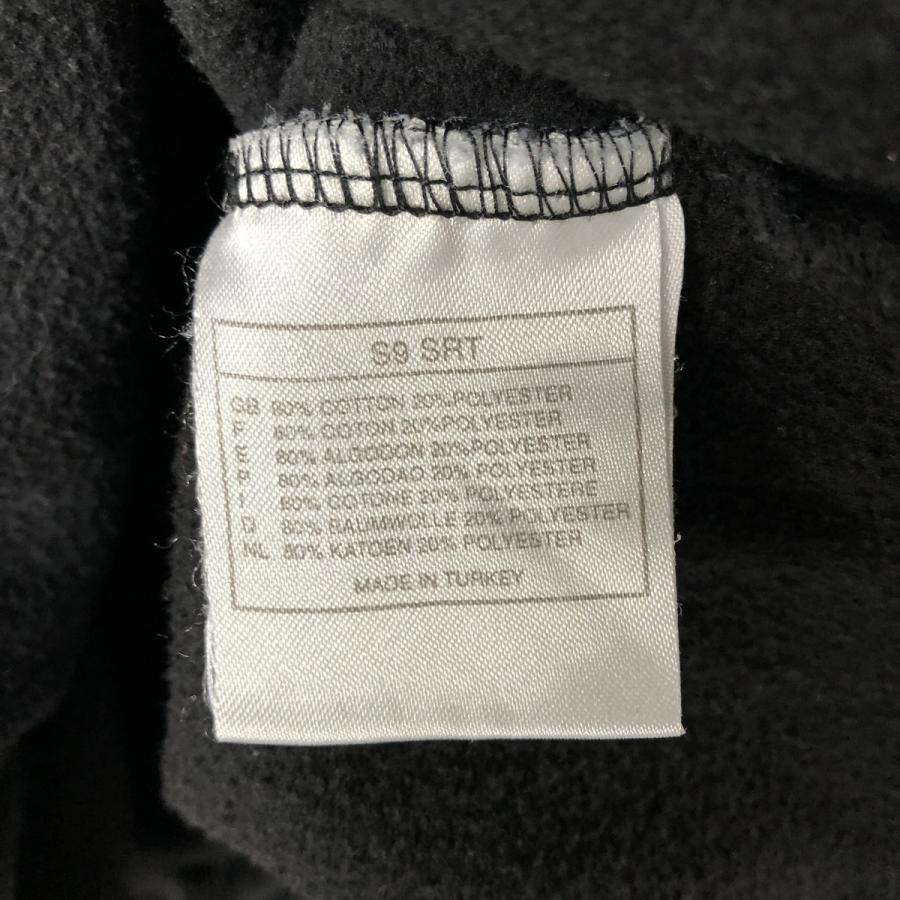 S9 SRT
GB 80% COTTON 20%POLYESTER
F 80% COTON 20%POLYESTER
E 80% ALGODON 20% POLYESTER
P 80% ALGODAO 20% POLYESTER
I 80% COTONE 20% POLYESTERE
D 80% BAUMWOLLE 20% POLYESTER
NL 80% KATOEN 20% POLYESTER
MADE IN TURKEY